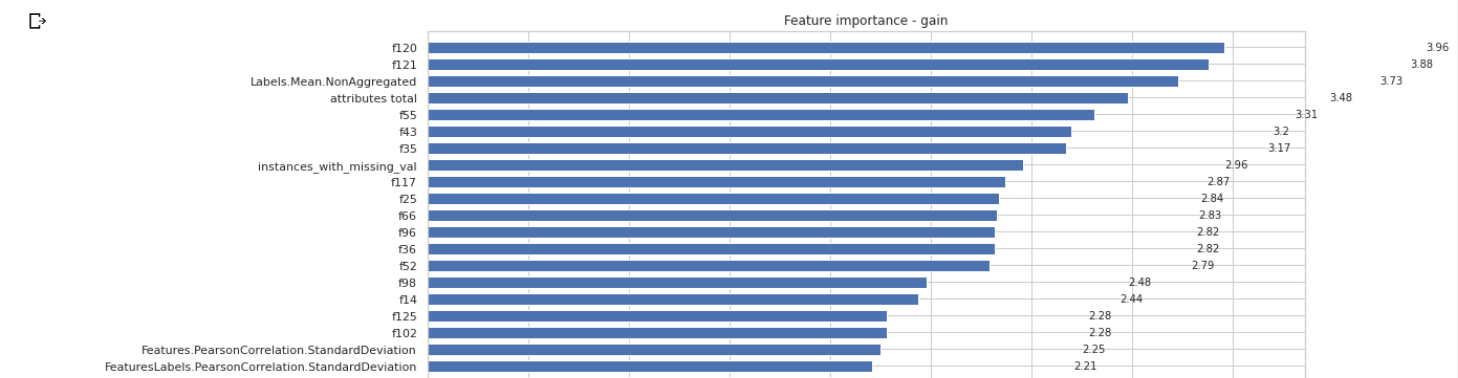 Feature importance - gain
f120 3.96
f121 3.88
Labels.Mean.NonAggregated 3.73
attributes total 3.48
f55 3.31
f43 3.2
f35 3.17
instances_with_missing_val 2.96
f117 2.87
f25 2.84
f66 2.83
f96 2.82
f36 2.82
f52 2.79
f98 2.48
f14 2.44
f125 2.28
f102 2.28
Features.PearsonCorrelation.StandardDeviation 2.25
FeaturesLabels.PearsonCorrelation.StandardDeviation 2.21